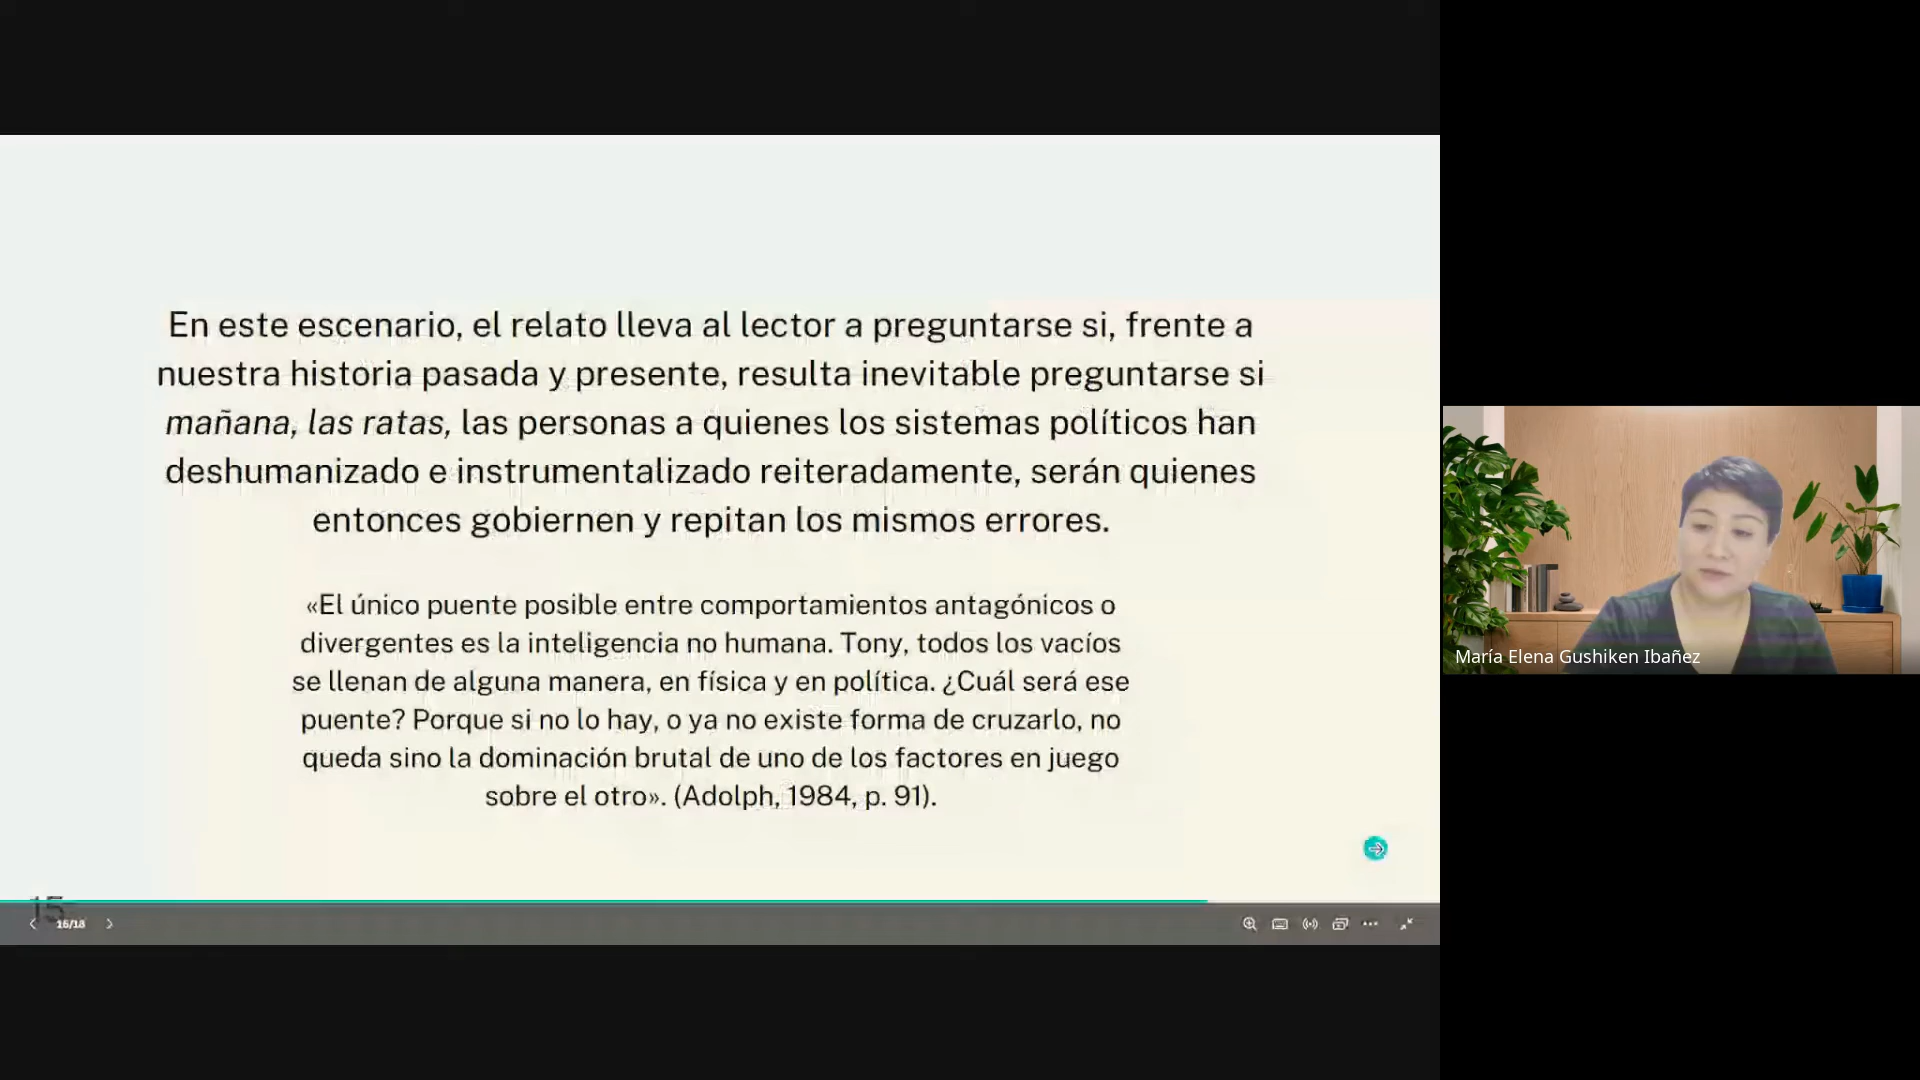 En este escenario, el relato lleva al lector a preguntarse si, frente a
nuestra historia pasada y presente, resulta inevitable preguntarse si
mañana, las ratas, las personas a quienes los sistemas políticos han
deshumanizado e instrumentalizado reiteradamente, serán quienes
entonces gobiernen y repitan los mismos errores.
«El único puente posible entre comportamientos antagónicos o
divergentes es la inteligencia no humana. Tony, todos los vacíos
se llenan de alguna manera, en física y en política. ¿Cuál será ese
puente? Porque si no lo hay, o ya no existe forma de cruzarlo, no
queda sino la dominación brutal de uno de los factores en juego
sobre el otro». (Adolph, 1984, p. 91).
15
16/18
María Elena Gushiken Ibañez